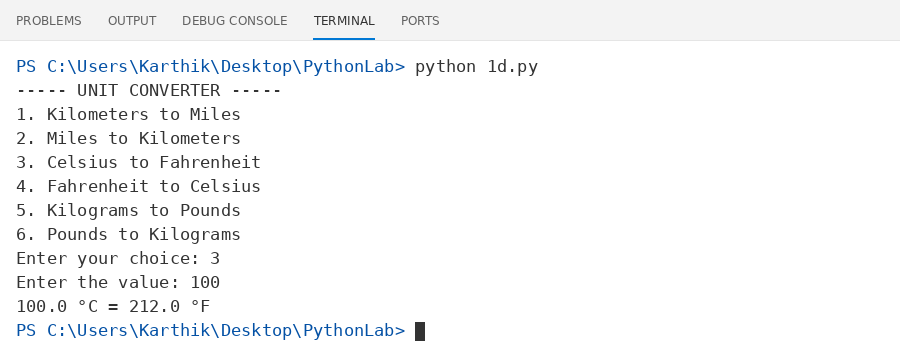 PROBLEMS OUTPUT DEBUG CONSOLE TERMINAL PORTS
PS C:\Users\Karthik\Desktop\PythonLab> python 1d.py
----- UNIT CONVERTER -----
1. Kilometers to Miles
2. Miles to Kilometers
3. Celsius to Fahrenheit
4. Fahrenheit to Celsius
5. Kilograms to Pounds
6. Pounds to Kilograms
Enter your choice: 3
Enter the value: 100
100.0 °C = 212.0 °F
PS C:\Users\Karthik\Desktop\PythonLab>